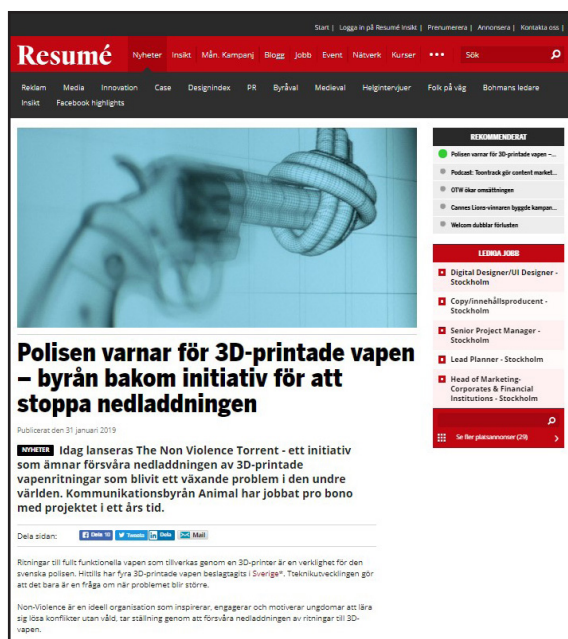 Start | Logga in på Resumé Insikt | Prenumerera | Annonsera | Kontakta oss |
Resumé
Nyheter Insikt Mån. Kampanj Blogg Jobb Event Nätverk Kurser ••• Sök
Reklam Media Innovation Case Designindex PR Byråval Medieval Helgintervjuer Folk på väg Bohmans ledare
Insikt Facebook highlights
REKOMMENDERAT
Polisen varnar för 3D-printade vapen –...
Podcast: Toontrack gör content market...
OTW ökar omsättningen
Cannes Lions-vinnaren byggde kampan...
Welcom dubblar förlusten
LEDIGA JOBB
Digital Designer/UI Designer -
Stockholm
Copy/innehållsproducent -
Stockholm
Senior Project Manager -
Stockholm
Lead Planner - Stockholm
Head of Marketing-
Corporates & Financial
Institutions - Stockholm
Se fler platsannonser (29)
Polisen varnar för 3D-printade vapen
– byrån bakom initiativ för att
stoppa nedladdningen
Publicerat den 31 januari 2019
NYHETER Idag lanseras The Non Violence Torrent - ett initiativ
som ämnar försvåra nedladdningen av 3D-printade
vapenritningar som blivit ett växande problem i den undre
världen. Kommunikationsbyrån Animal har jobbat pro bono
med projektet i ett års tid.
Dela sidan: Dela 10 Tweeta Dela Mail
Ritningar till fullt funktionella vapen som tillverkas genom en 3D-printer är en verklighet för den
svenska polisen. Hittills har fyra 3D-printade vapen beslagtagits i Sverige*. Tteknikutvecklingen gör
att det bara är en fråga om när problemet blir större.
Non-Violence är en ideell organisation som inspirerar, engagerar och motiverar ungdomar att lära
sig lösa konflikter utan våld, tar ställning genom att försvåra nedladdningen av ritningar till 3D-
vapen.